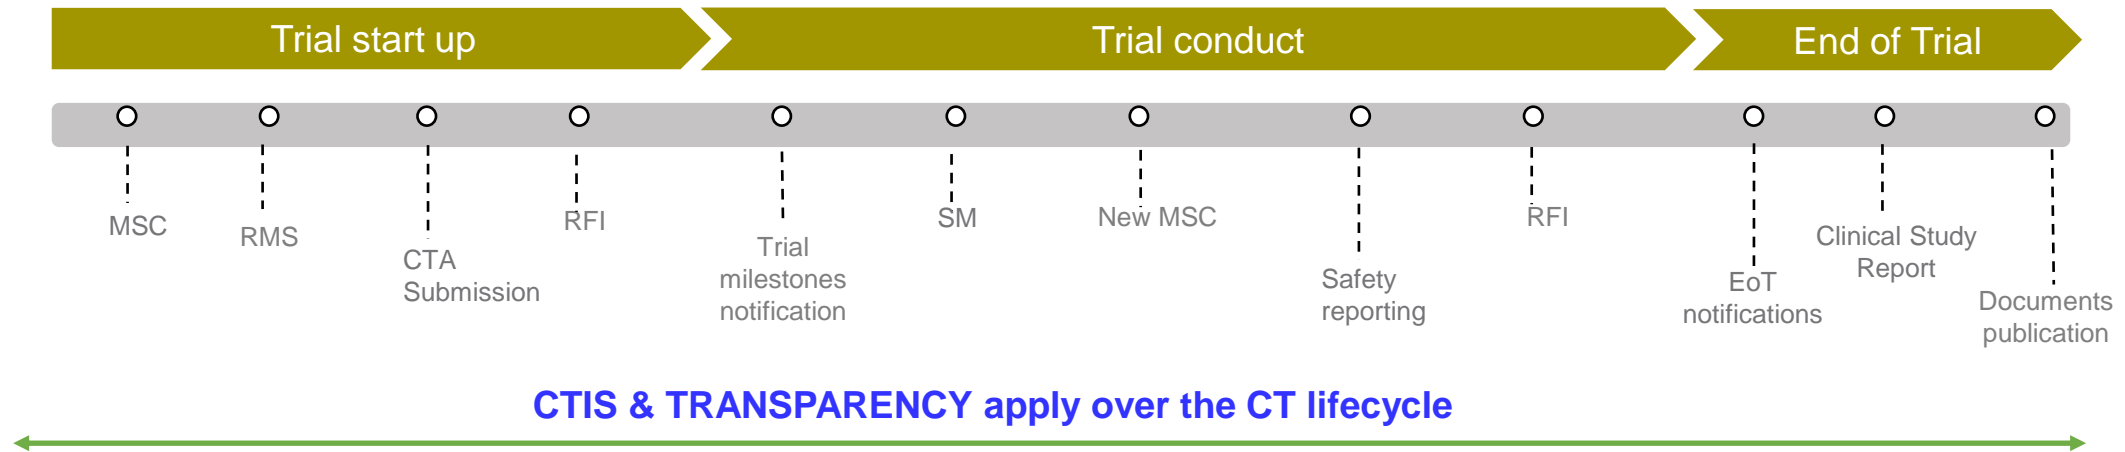 Trial start up
Trial conduct
End of Trial
MSC
RMS
CTA
Submission
RFI
Trial
milestones
notification
SM
New MSC
Safety
reporting
RFI
EoT
notifications
Clinical Study
Report
Documents
publication
CTIS & TRANSPARENCY apply over the CT lifecycle